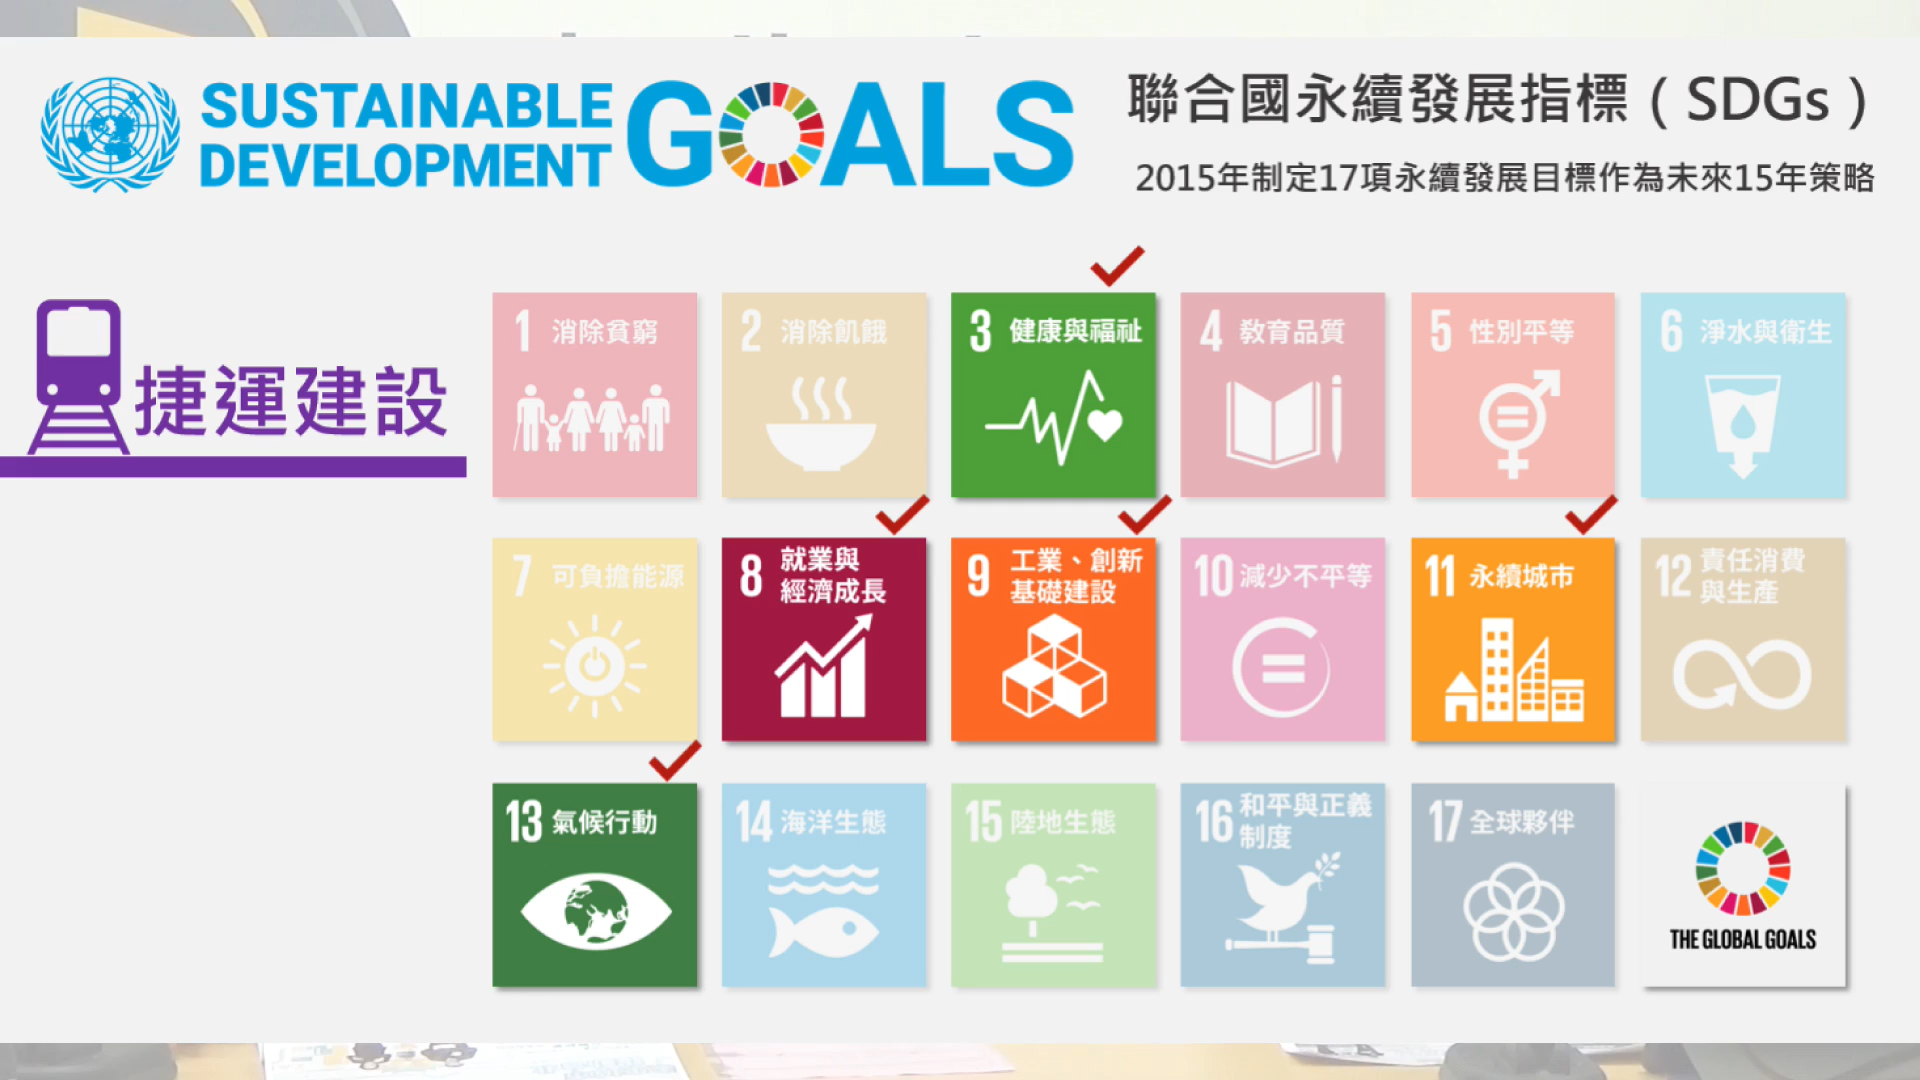 SUSTAINABLE
DEVELOPMENT
GOALS
聯合國永續發展指標（SDGs）
2015年制定17項永續發展目標作為未來15年策略
捷運建設
1 消除貧窮
2 消除飢餓
3 健康與福祉
4 教育品質
5 性別平等
6 淨水與衛生
7 可負擔能源
8 就業與
經濟成長
9 工業、創新
基礎建設
10 減少不平等
11 永續城市
12 責任消費
與生產
13 氣候行動
14 海洋生態
15 陸地生態
16 和平與正義
制度
17 全球夥伴
THE GLOBAL GOALS